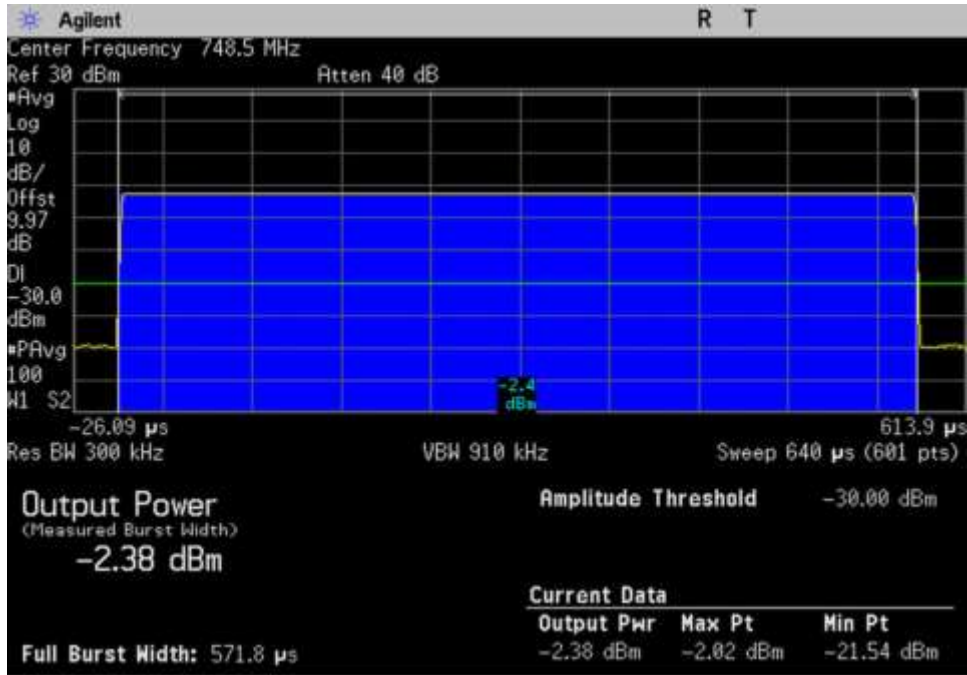 Agilent R T
Center Frequency 748.5 MHz
Ref 30 dBm Atten 40 dB
#Avg
Log
10
dB/
Offst
9.97
dB
DI
-30.0
dBm
#PAvg
100
W1 S2
-2.4
dBm
-26.09 µs 613.9 µs
Res BW 300 kHz VBW 910 kHz Sweep 640 µs (601 pts)
Output Power Amplitude Threshold -30.00 dBm
(Measured Burst Width)
-2.38 dBm
Current Data
Output Pwr Max Pt Min Pt
Full Burst Width: 571.8 µs -2.38 dBm -2.02 dBm -21.54 dBm